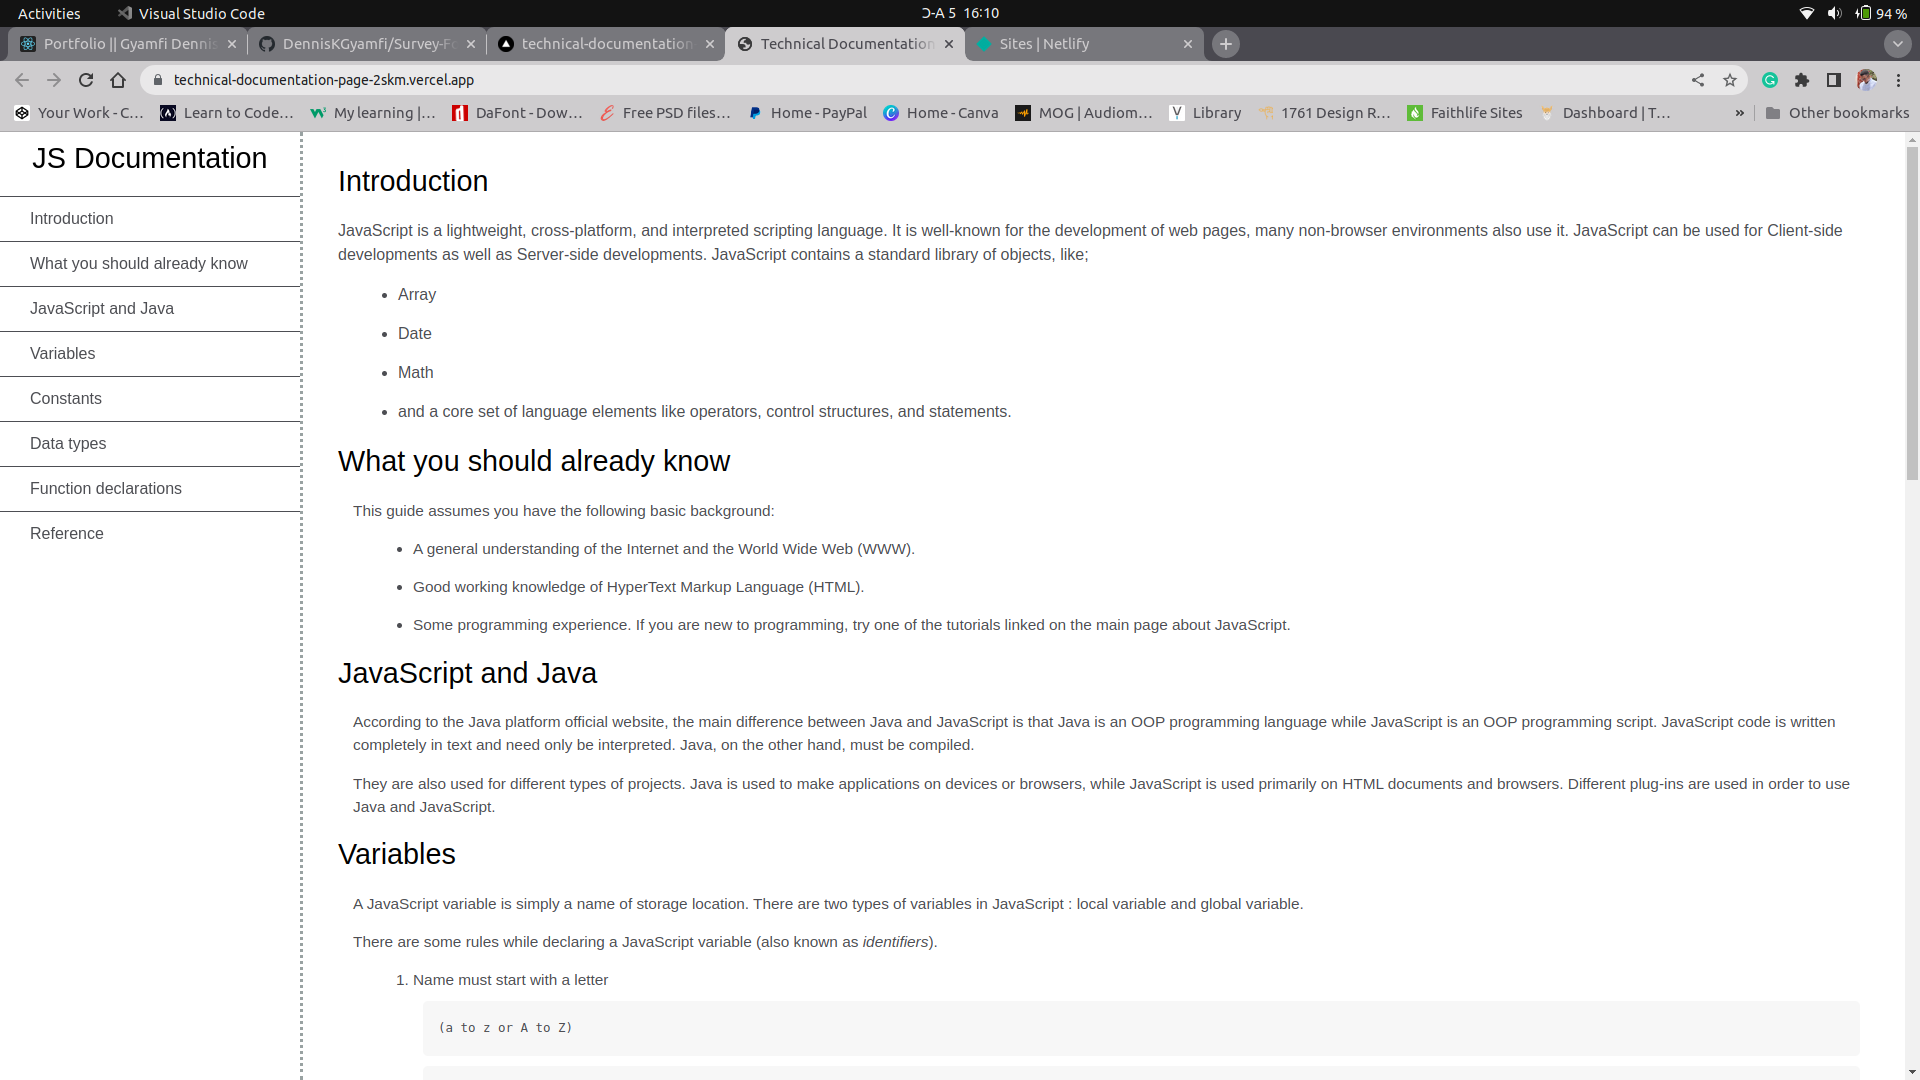 Activities
Visual Studio Code
Ɔ-A 5 16:10
94 %
Portfolio || Gyamfi Dennis
DennisKGyamfi/Survey-Fo
technical-documentation
Technical Documentation
Sites | Netlify
technical-documentation-page-2skm.vercel.app
Your Work - C...
Learn to Code...
My learning |...
DaFont - Dow...
Free PSD files...
Home - PayPal
Home - Canva
MOG | Audiom...
Library
1761 Design R...
Faithlife Sites
Dashboard | T...
»
Other bookmarks
JS Documentation
Introduction
What you should already know
JavaScript and Java
Variables
Constants
Data types
Function declarations
Reference
Introduction
JavaScript is a lightweight, cross-platform, and interpreted scripting language. It is well-known for the development of web pages, many non-browser environments also use it. JavaScript can be used for Client-side
developments as well as Server-side developments. JavaScript contains a standard library of objects, like;
• Array
• Date
• Math
• and a core set of language elements like operators, control structures, and statements.
What you should already know
This guide assumes you have the following basic background:
• A general understanding of the Internet and the World Wide Web (WWW).
• Good working knowledge of HyperText Markup Language (HTML).
• Some programming experience. If you are new to programming, try one of the tutorials linked on the main page about JavaScript.
JavaScript and Java
According to the Java platform official website, the main difference between Java and JavaScript is that Java is an OOP programming language while JavaScript is an OOP programming script. JavaScript code is written
completely in text and need only be interpreted. Java, on the other hand, must be compiled.
They are also used for different types of projects. Java is used to make applications on devices or browsers, while JavaScript is used primarily on HTML documents and browsers. Different plug-ins are used in order to use
Java and JavaScript.
Variables
A JavaScript variable is simply a name of storage location. There are two types of variables in JavaScript : local variable and global variable.
There are some rules while declaring a JavaScript variable (also known as identifiers).
1. Name must start with a letter
(a to z or A to Z)